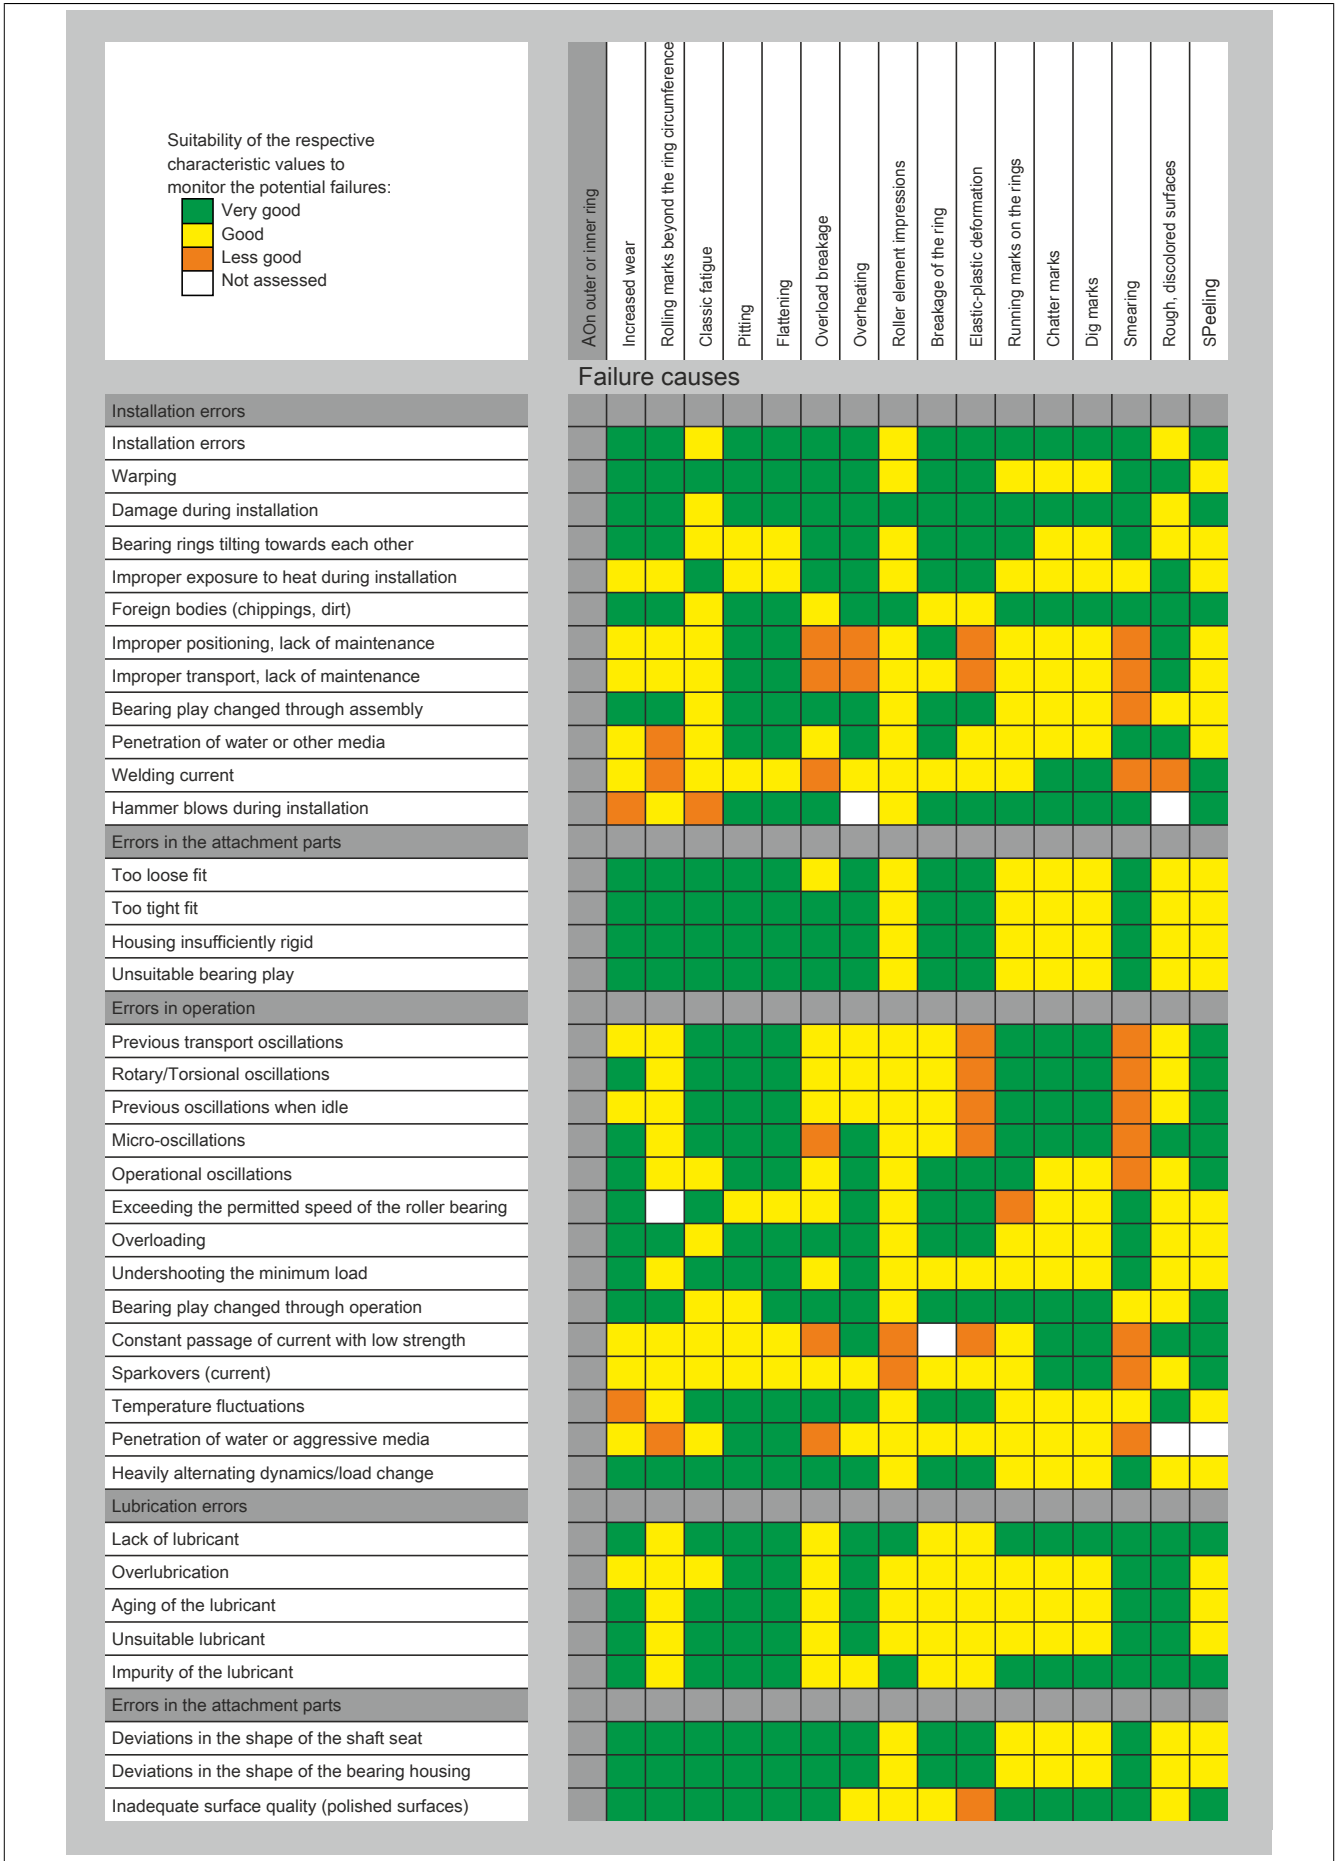 Suitability of the respective
characteristic values to
monitor the potential failures:
Very good
Good
Less good
Not assessed
AOn outer or inner ring
Increased wear
Rolling marks beyond the ring circumference
Classic fatigue
Pitting
Flattening
Overload breakage
Overheating
Roller element impressions
Breakage of the ring
Elastic-plastic deformation
Running marks on the rings
Chatter marks
Dig marks
Smearing
Rough, discolored surfaces
SPeeling
Failure causes
Installation errors
Installation errors
Warping
Damage during installation
Bearing rings tilting towards each other
Improper exposure to heat during installation
Foreign bodies (chippings, dirt)
Improper positioning, lack of maintenance
Improper transport, lack of maintenance
Bearing play changed through assembly
Penetration of water or other media
Welding current
Hammer blows during installation
Errors in the attachment parts
Too loose fit
Too tight fit
Housing insufficiently rigid
Unsuitable bearing play
Errors in operation
Previous transport oscillations
Rotary/Torsional oscillations
Previous oscillations when idle
Micro-oscillations
Operational oscillations
Exceeding the permitted speed of the roller bearing
Overloading
Undershooting the minimum load
Bearing play changed through operation
Constant passage of current with low strength
Sparkovers (current)
Temperature fluctuations
Penetration of water or aggressive media
Heavily alternating dynamics/load change
Lubrication errors
Lack of lubricant
Overlubrication
Aging of the lubricant
Unsuitable lubricant
Impurity of the lubricant
Errors in the attachment parts
Deviations in the shape of the shaft seat
Deviations in the shape of the bearing housing
Inadequate surface quality (polished surfaces)